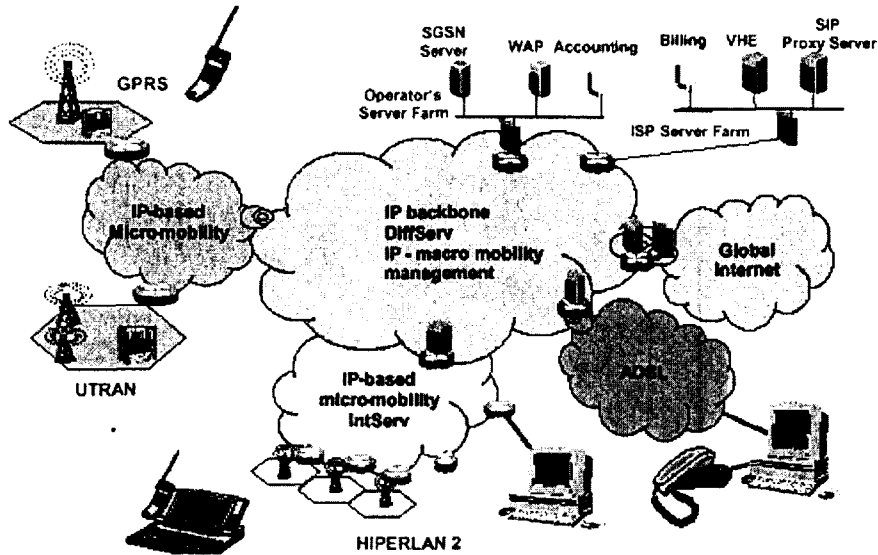 SGSN
Server
WAP
Accounting
Billing
VHE
SIP
Proxy Server
GPRS
Operator's
Server Farm
ISP Server Farm
IP-based
Micro-mobility
IP backbone
DiffServ
IP - macro mobility
management
Global
Internet
UTRAN
ADSL
IP-based
micro-mobility
IntServ
HIPERLAN 2